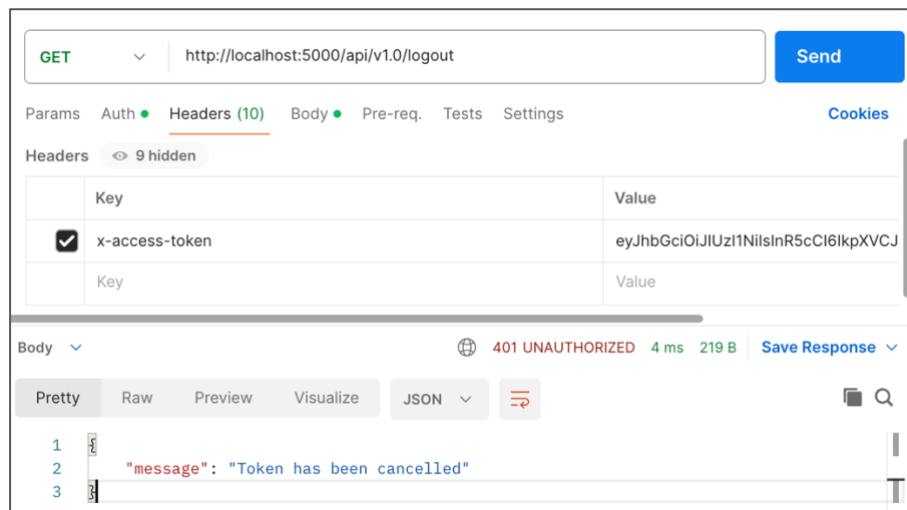 GET http://localhost:5000/api/v1.0/logout Send
Params Auth Headers (10) Body Pre-req. Tests Settings Cookies
Headers 9 hidden
Key Value
x-access-token eyJhbGciOiJIUzI1NiIsInR5cCI6IkpXVCJ
Key Value
Body 401 UNAUTHORIZED 4 ms 219 B Save Response
Pretty Raw Preview Visualize JSON
1 {
2 "message": "Token has been cancelled"
3 }